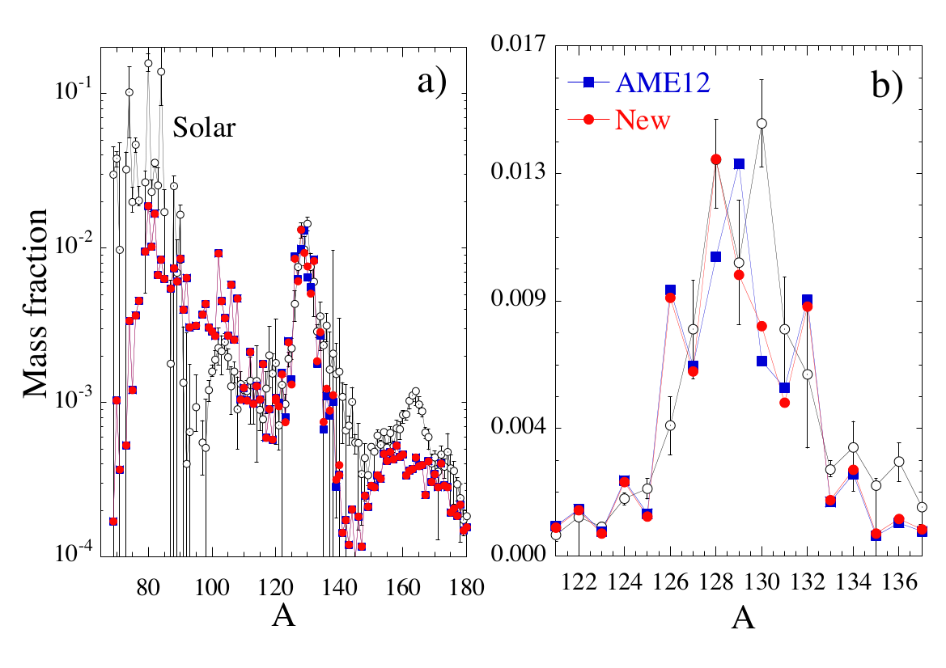 a)
Solar
10-1
10-2
10-3
10-4
Mass fraction
80 100 120 140 160 180
A
0.017
0.013
0.009
0.004
0.000
AME12
New
b)
122 124 126 128 130 132 134 136
A